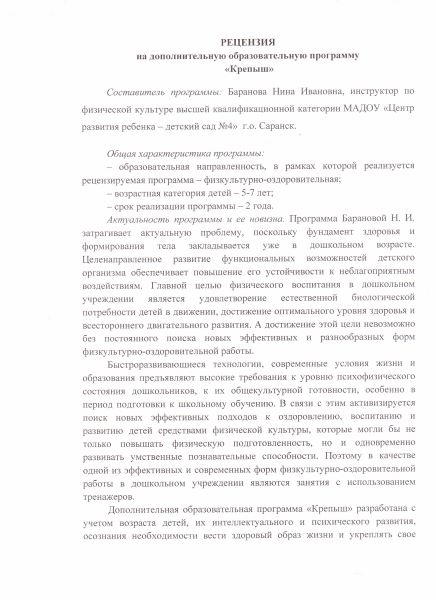 РЕЦЕНЗИЯ
на дополнительную образовательную программу
«Крепыш»
Составитель программы: Баранова Нина Ивановна, инструктор по
физической культуре высшей квалификационной категории МАДОУ «Центр
развития ребенка – детский сад №4» г.о. Саранск.
Общая характеристика программы:
– образовательная направленность, в рамках которой реализуется
рецензируемая программа – физкультурно-оздоровительная;
– возрастная категория детей – 5-7 лет;
– срок реализации программы – 2 года.
Актуальность программы и ее новизна. Программа Барановой Н. И.
затрагивает актуальную проблему, поскольку фундамент здоровья и
формирования тела закладывается уже в дошкольном возрасте.
Целенаправленное развитие функциональных возможностей детского
организма обеспечивает повышение его устойчивости к неблагоприятным
воздействиям. Главной целью физического воспитания в дошкольном
учреждении является удовлетворение естественной биологической
потребности детей в движении, достижение оптимального уровня здоровья и
всестороннего двигательного развития. А достижение этой цели невозможно
без постоянного поиска новых эффективных и разнообразных форм
физкультурно-оздоровительной работы.
Быстроразвивающиеся технологии, современные условия жизни и
образования предъявляют высокие требования к уровню психофизического
состояния дошкольников, к их общекультурной готовности, особенно в
период подготовки к школьному обучению. В связи с этим активизируется
поиск новых эффективных подходов к оздоровлению, воспитанию и
развитию детей средствами физической культуры, которые могли бы не
только повышать физическую подготовленность, но и одновременно
развивать умственные познавательные способности. Поэтому в качестве
одной из эффективных и современных форм физкультурно-оздоровительной
работы в дошкольном учреждении являются занятия с использованием
тренажеров.
Дополнительная образовательная программа «Крепыш» разработана с
учетом возраста детей, их интеллектуального и психического развития,
осознания необходимости вести здоровый образ жизни и укреплять свое